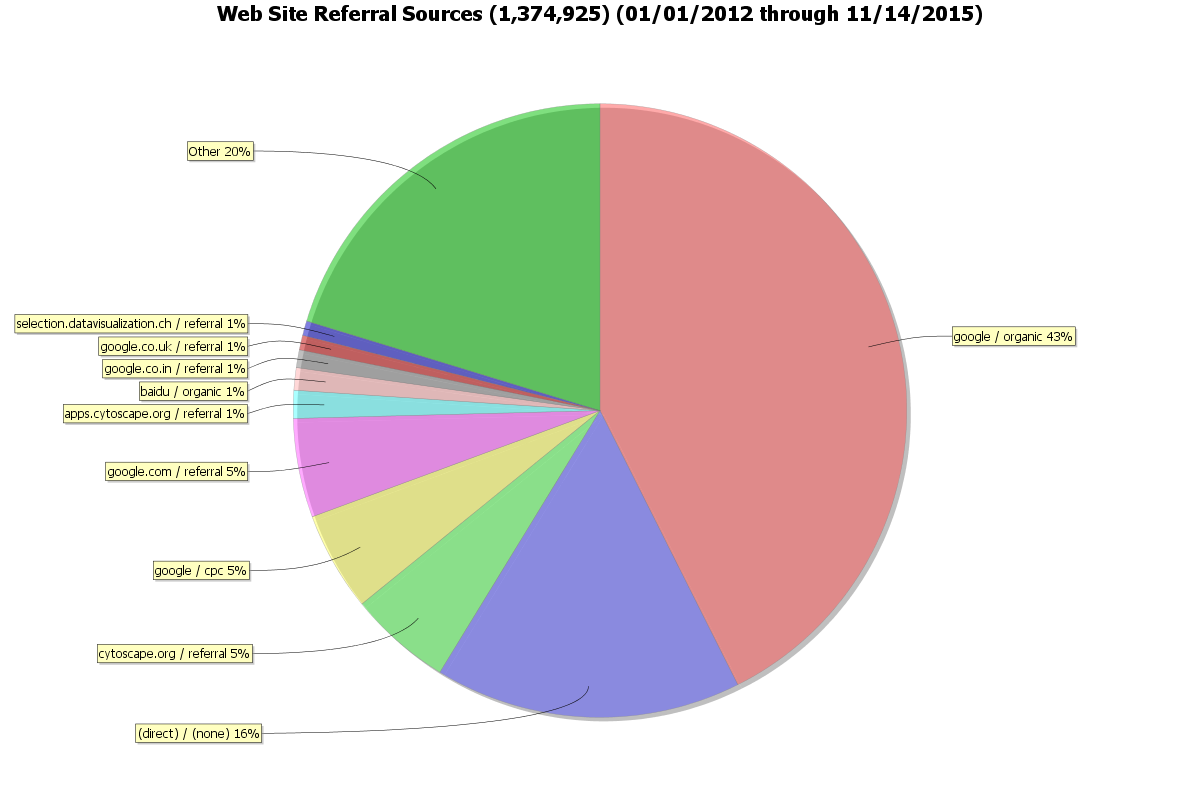 Web Site Referral Sources (1,374,925) (01/01/2012 through 11/14/2015)
Other 20%
selection.datavisualization.ch / referral 1%
google.co.uk / referral 1%
google.co.in / referral 1%
baidu / organic 1%
apps.cytoscape.org / referral 1%
google.com / referral 5%
google / cpc 5%
cytoscape.org / referral 5%
(direct) / (none) 16%
google / organic 43%